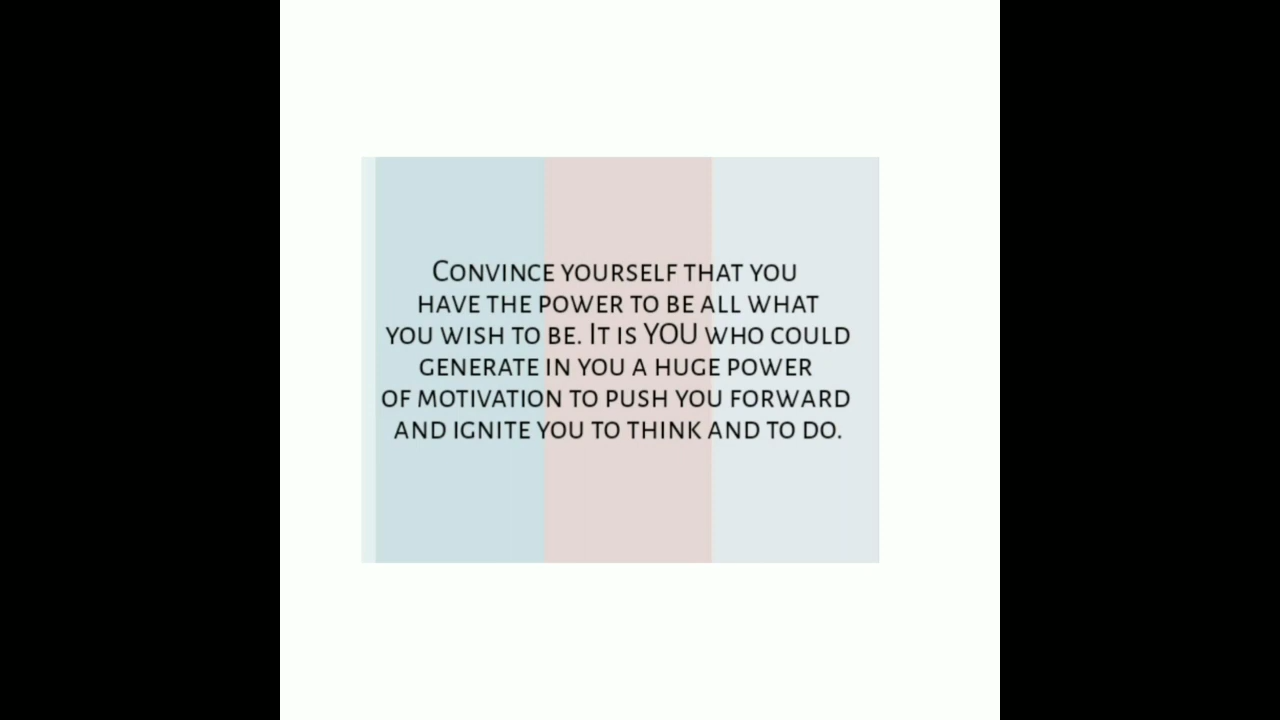 Convince yourself that you
have the power to be all what
you wish to be. It is YOU who could
generate in you a huge power
of motivation to push you forward
and ignite you to think and to do.